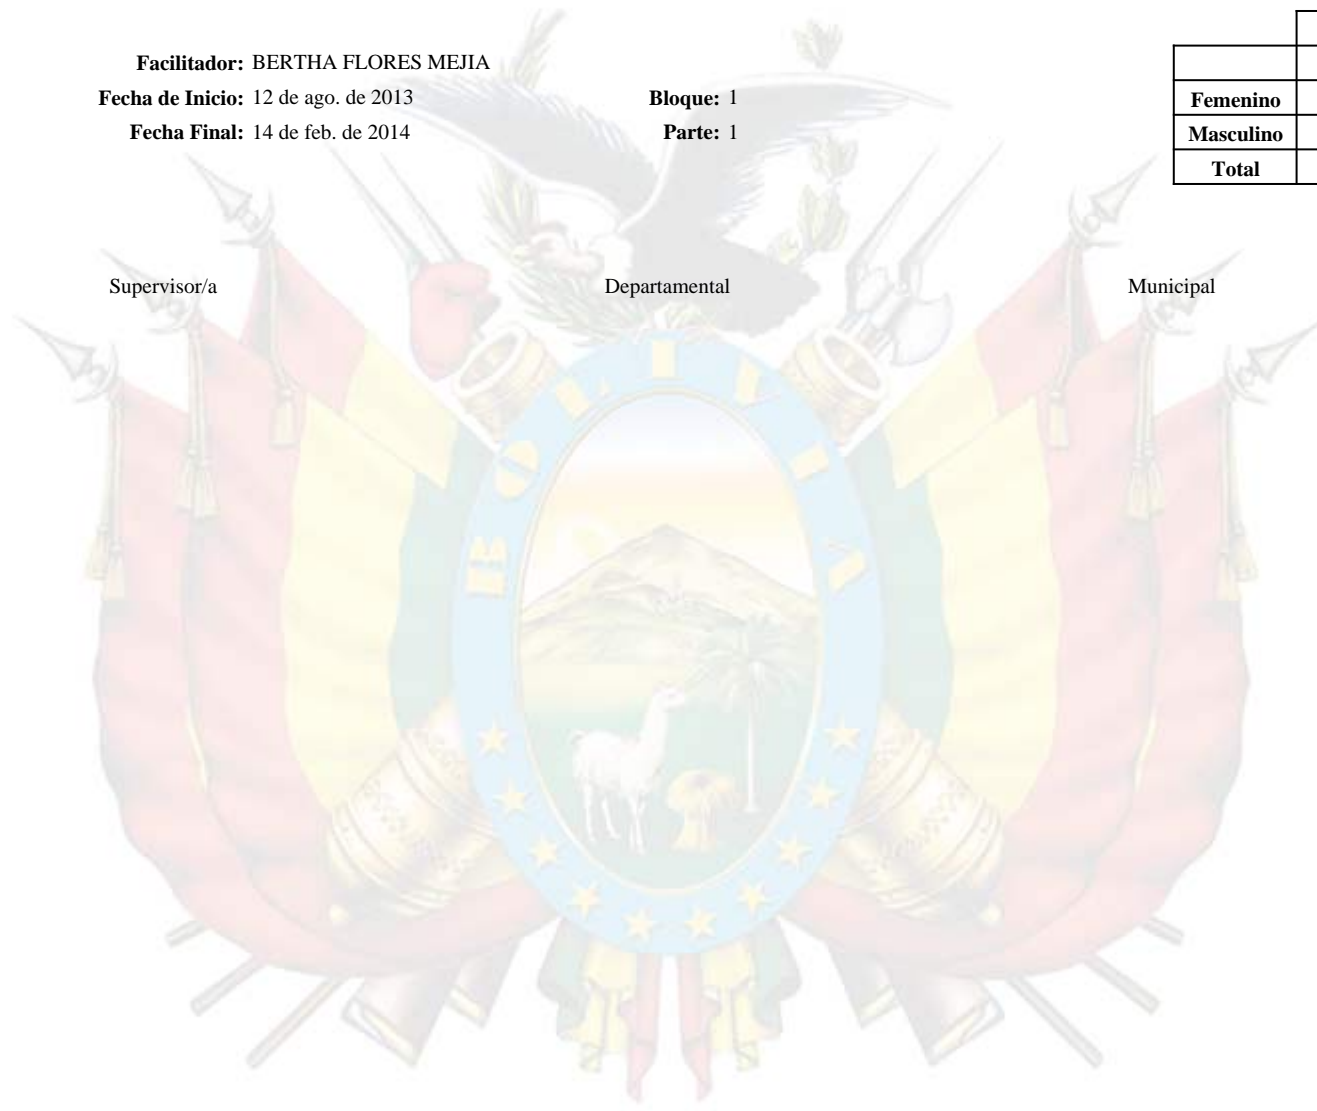 Facilitador: BERTHA FLORES MEJIA
Fecha de Inicio: 12 de ago. de 2013 Bloque: 1
Femenino
Fecha Final: 14 de feb. de 2014 Parte: 1
Masculino
Total
Supervisor/a Departamental Municipal
BOLIVIA